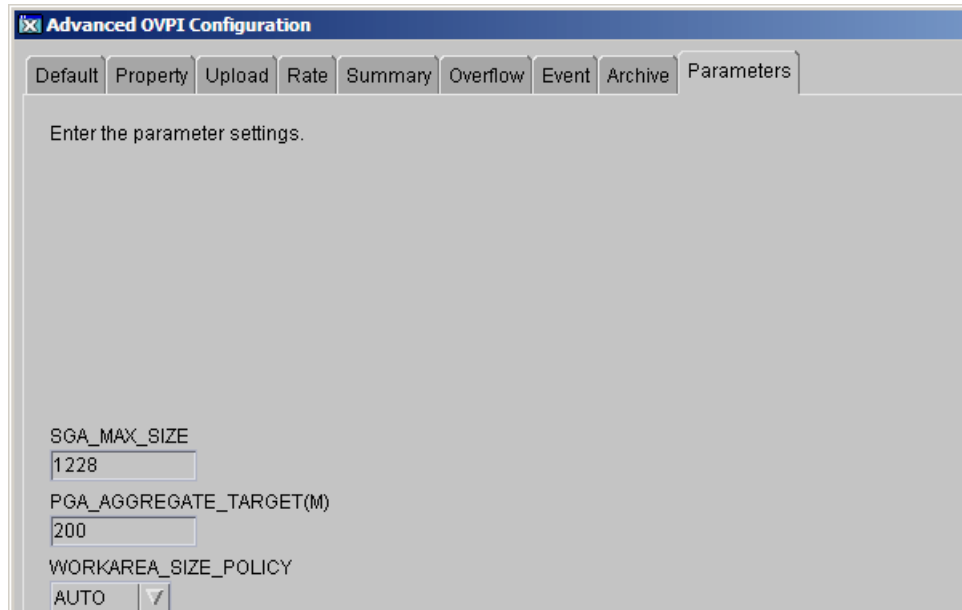 Advanced OVPI Configuration
Default Property Upload Rate Summary Overflow Event Archive Parameters
Enter the parameter settings.
SGA_MAX_SIZE
1228
PGA_AGGREGATE_TARGET(M)
200
WORKAREA_SIZE_POLICY
AUTO